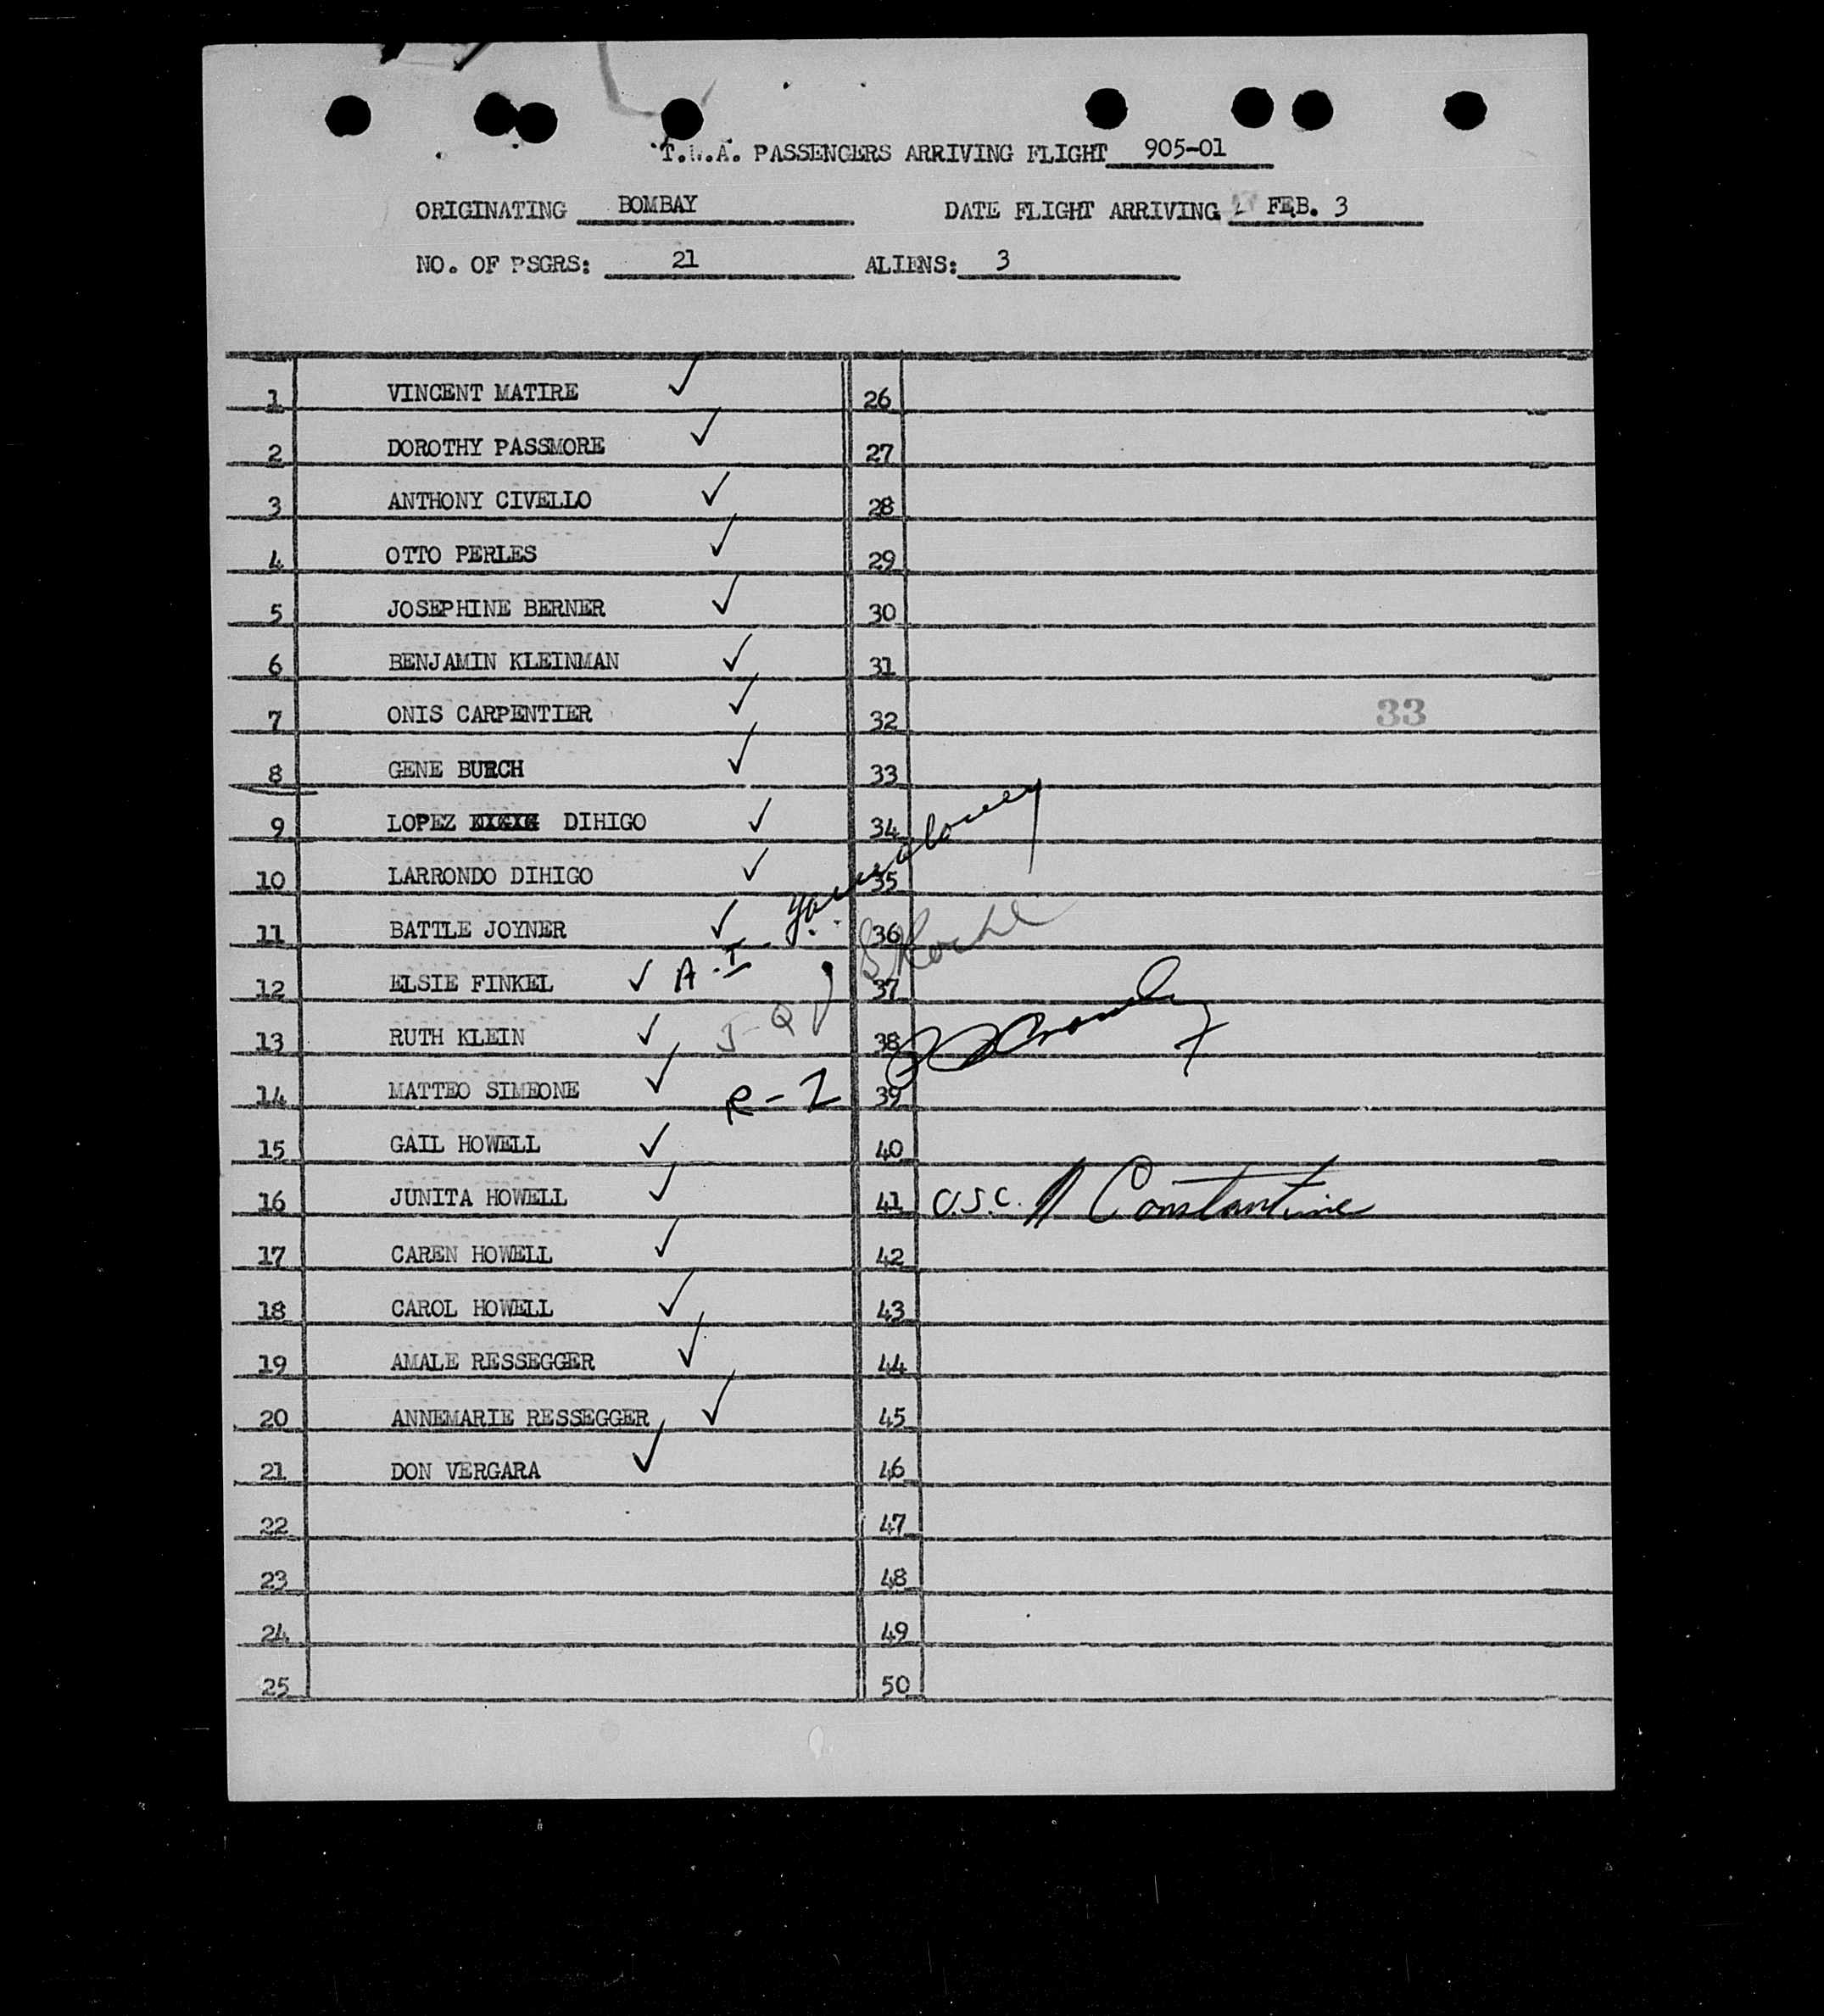 T.W.A. PASSENGERS ARRIVING FLIGHT 905-01
ORIGINATING BOMBAY DATE FLIGHT ARRIVING FEB. 3
NO. OF PSGRS: 21 ALIENS: 3
1 VINCENT MATIRE ✓ 26
2 DOROTHY PASSMORE ✓ 27
3 ANTHONY CIVELLO ✓ 28
4 OTTO PERLES ✓ 29
5 JOSEPHINE BERNER ✓ 30
6 BENJAMIN KLEINMAN ✓ 31
7 ONIS CARPENTIER ✓ 32
33
8 GENE BURCH ✓ 33
9 LOPEZ DIHIGO ✓ 34
10 LARRONDO DIHIGO ✓ 35
11 BATTLE JOYNER ✓ 36
12 ELSIE FINKEL ✓ A-I 37
13 RUTH KLEIN ✓ J-Q 38
14 MATTEO SIMEONE ✓ R-Z 39
15 GAIL HOWELL ✓ 40
16 JUNITA HOWELL ✓ 41 U.S.C. Constantine
17 CAREN HOWELL ✓ 42
18 CAROL HOWELL ✓ 43
19 AMALE RESSEGGER ✓ 44
20 ANNEMARIE RESSEGGER ✓ 45
21 DON VERGARA ✓ 46
22 47
23 48
24 49
25 50